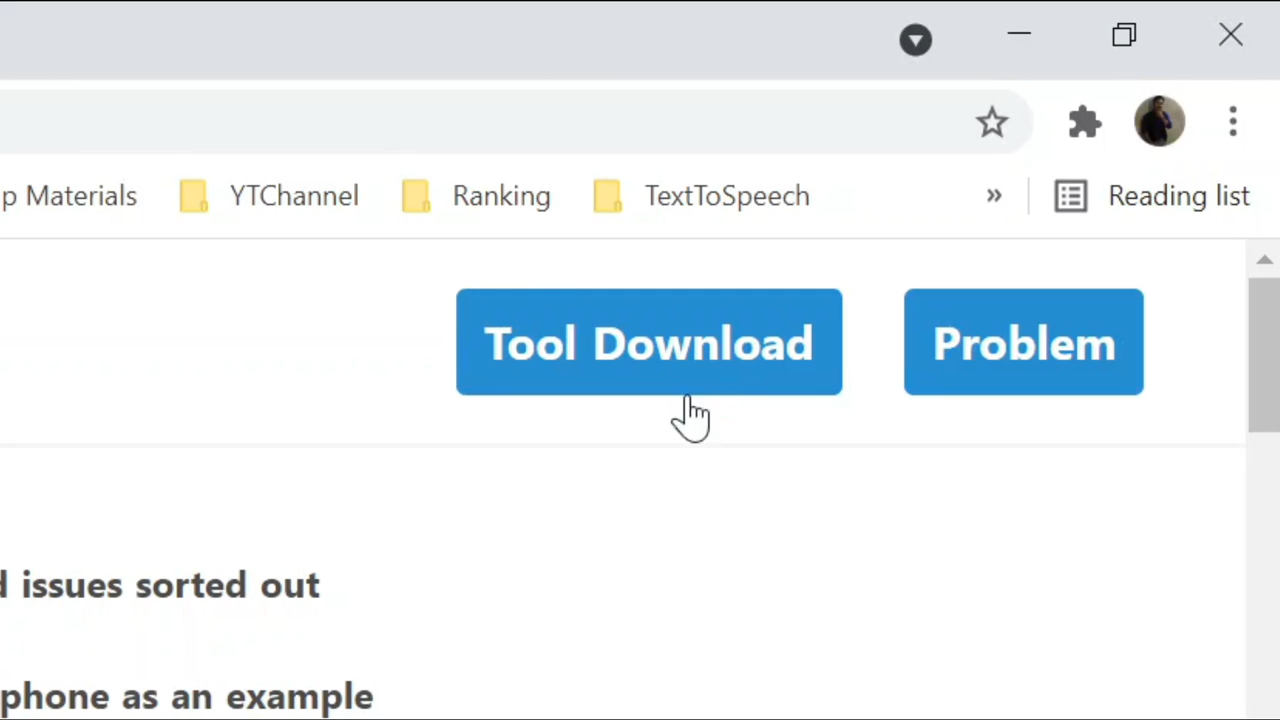 p Materials YTChannel Ranking TextToSpeech » Reading list
Tool Download Problem
d issues sorted out
phone as an example